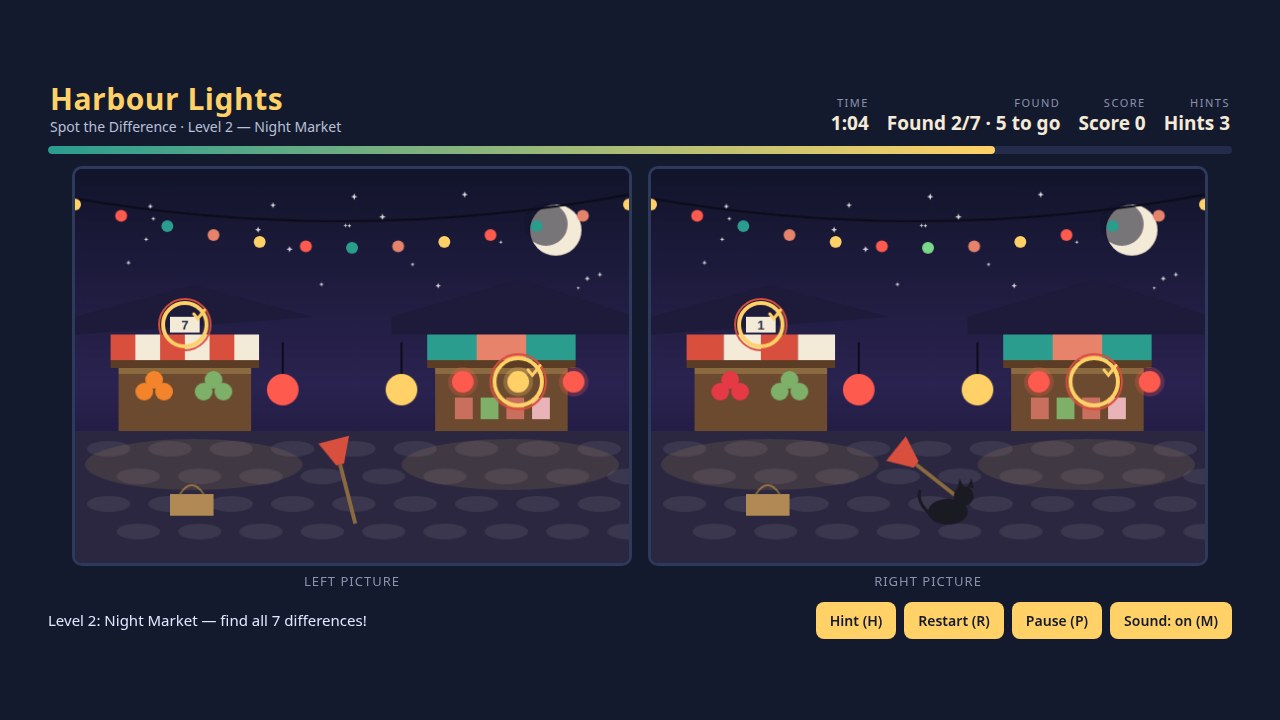 Harbour Lights
Spot the Difference · Level 2 — Night Market
TIME
1:04
FOUND
Found 2/7 · 5 to go
SCORE
Score 0
HINTS
Hints 3
7
1
LEFT PICTURE
RIGHT PICTURE
Level 2: Night Market — find all 7 differences!
Hint (H)
Restart (R)
Pause (P)
Sound: on (M)